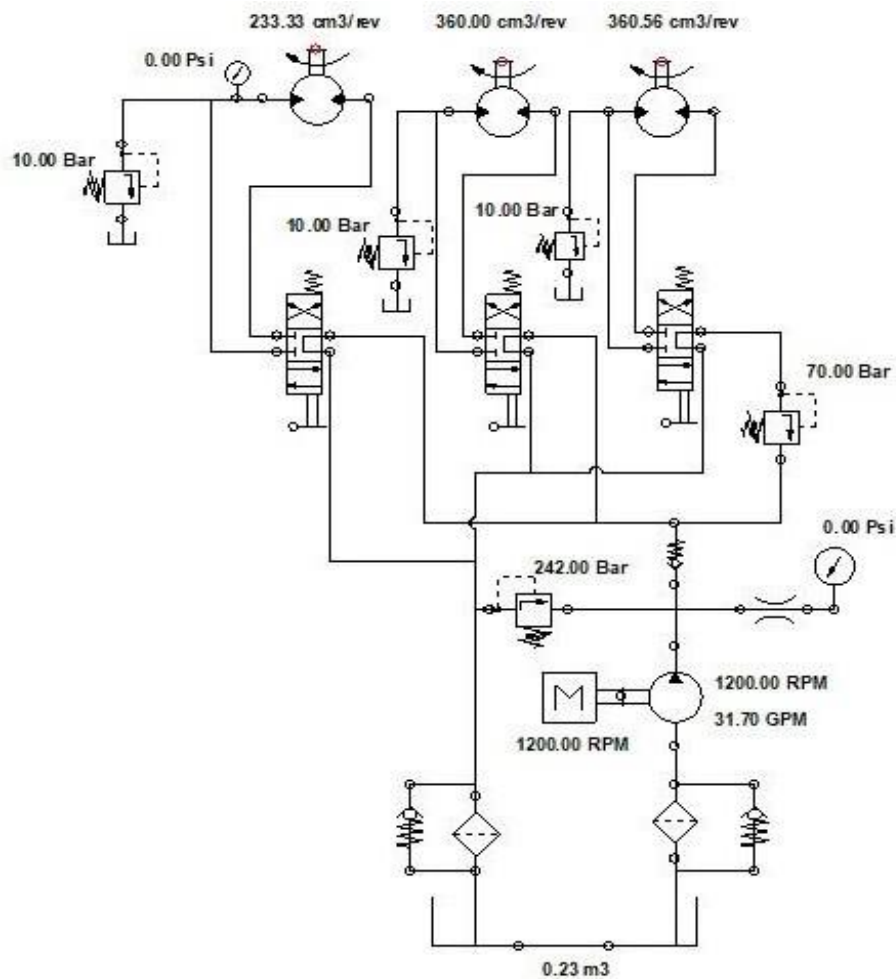 233.33 cm3/rev
360.00 cm3/rev
360.56 cm3/rev
0.00 Psi
10.00 Bar
10.00 Bar
10.00 Bar
70.00 Bar
0.00 Psi
242.00 Bar
1200.00 RPM
M
31.70 GPM
1200.00 RPM
0.23 m3